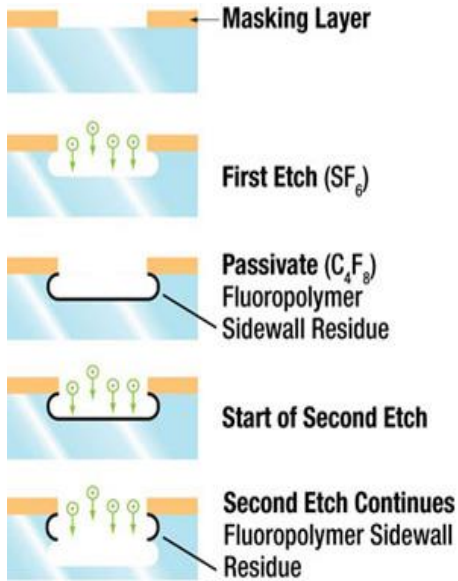 Masking Layer
First Etch (SF₆)
Passivate (C₄F₈)
Fluoropolymer
Sidewall Residue
Start of Second Etch
Second Etch Continues
Fluoropolymer Sidewall
Residue